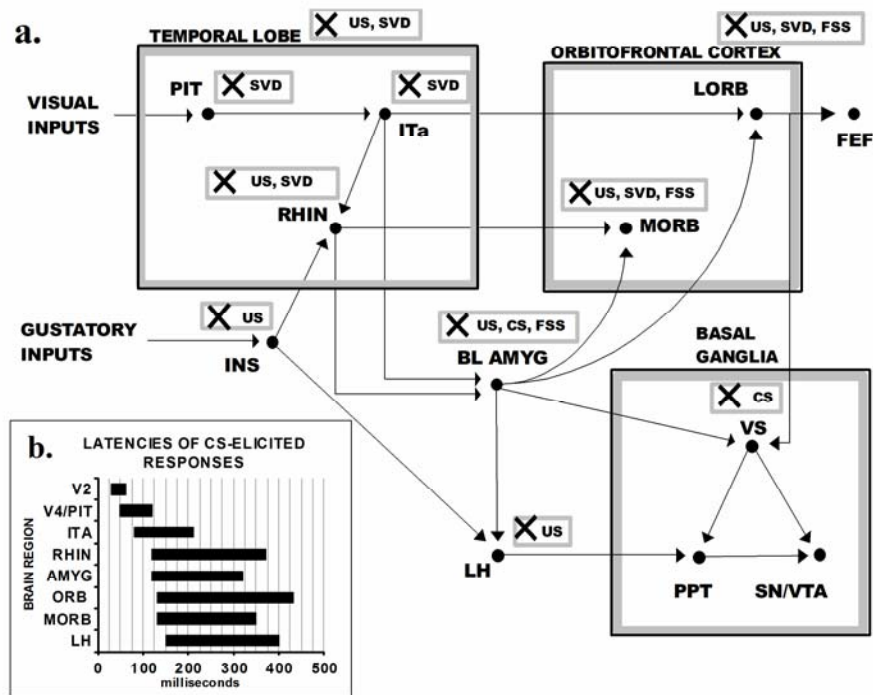 a.
US, SVD
US, SVD, FSS
TEMPORAL LOBE
ORBITOFRONTAL CORTEX
PIT
SVD
SVD
LORB
VISUAL
INPUTS
ITa
FEF
US, SVD
US, SVD, FSS
RHIN
MORB
US
US, CS, FSS
GUSTATORY
INPUTS
INS
BL AMYG
BASAL
GANGLIA
CS
VS
US
LH
PPT
SN/VTA
b.
LATENCIES OF CS-ELICITED
RESPONSES
BRAIN REGION
V2
V4/PIT
ITA
RHIN
AMYG
ORB
MORB
LH
0 100 200 300 400 500
milliseconds